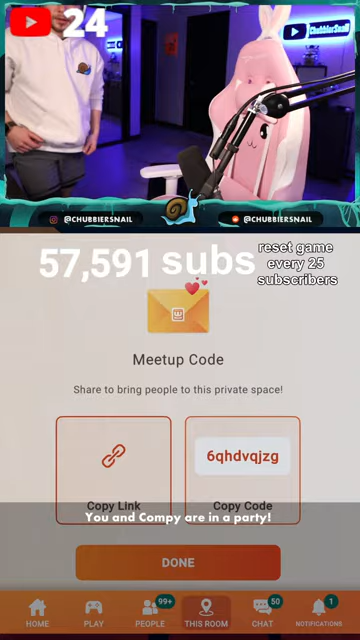 24
ChubbierSnail
@CHUBBIERSNAIL
@CHUBBIERSNAIL
57,591 subs
reset game
every 25
subscribers
Meetup Code
Share to bring people to this private space!
6qhdvqjzg
Copy Link
Copy Code
You and Compy are in a party!
DONE
99+
50
1
HOME
PLAY
PEOPLE
THIS ROOM
CHAT
NOTIFICATIONS